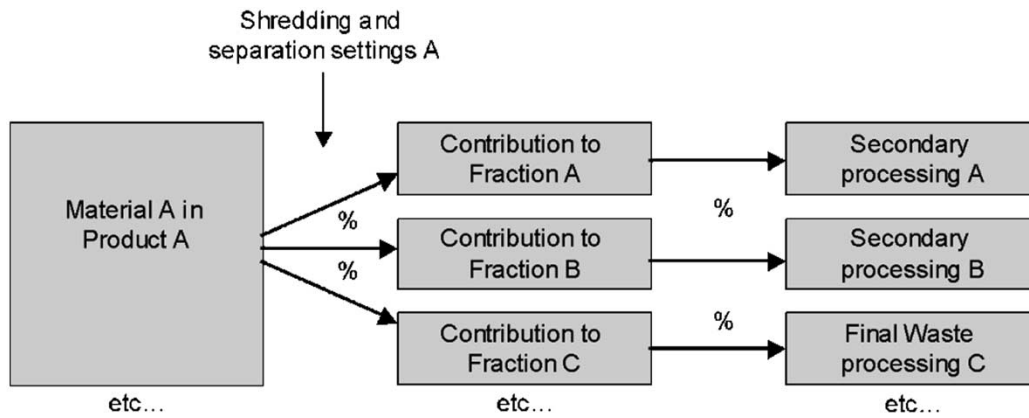 Shredding and
separation settings A
Material A in
Product A
etc...
%
%
Contribution to
Fraction A
Contribution to
Fraction B
Contribution to
Fraction C
etc...
%
%
Secondary
processing A
Secondary
processing B
Final Waste
processing C
etc...